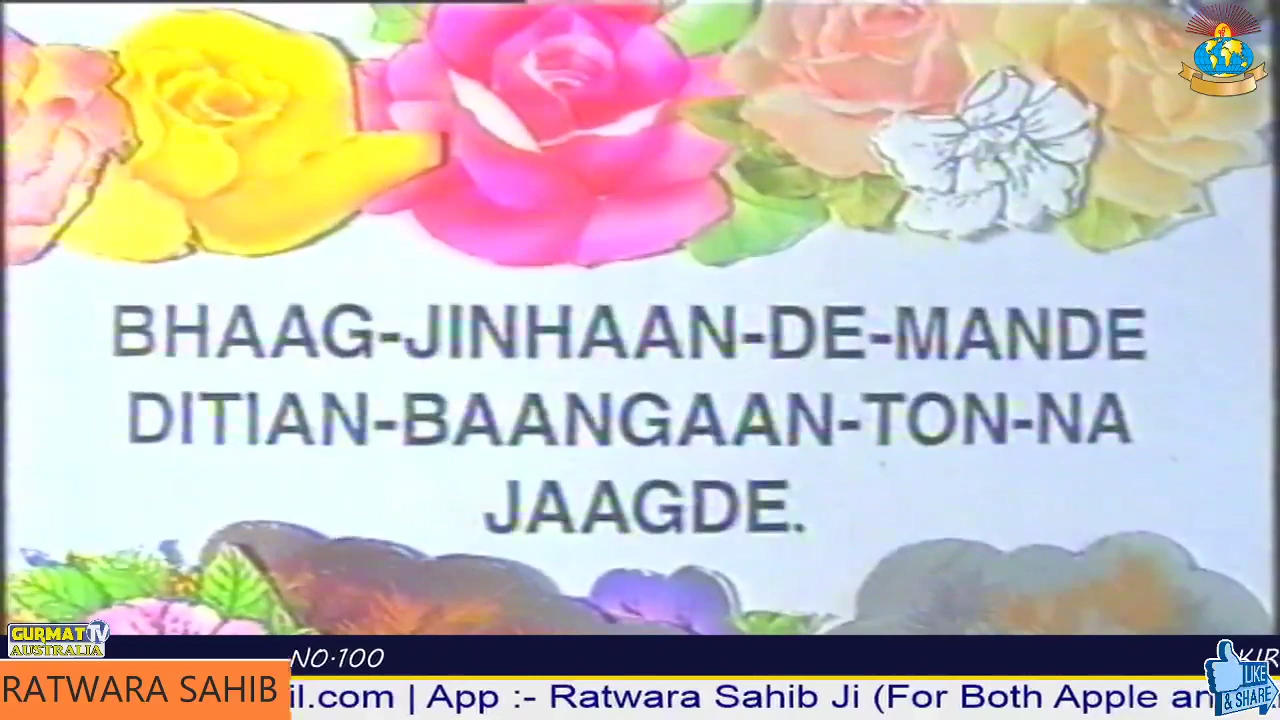 BHAAG-JINHAAN-DE-MANDE
DITIAN-BAANGAAN-TON-NA
JAAGDE.
GURMAT TV
AUSTRALIA
NO·100
KIR
RATWARA SAHIB
il.com | App :- Ratwara Sahib Ji (For Both Apple an
LIKE
& SHARE